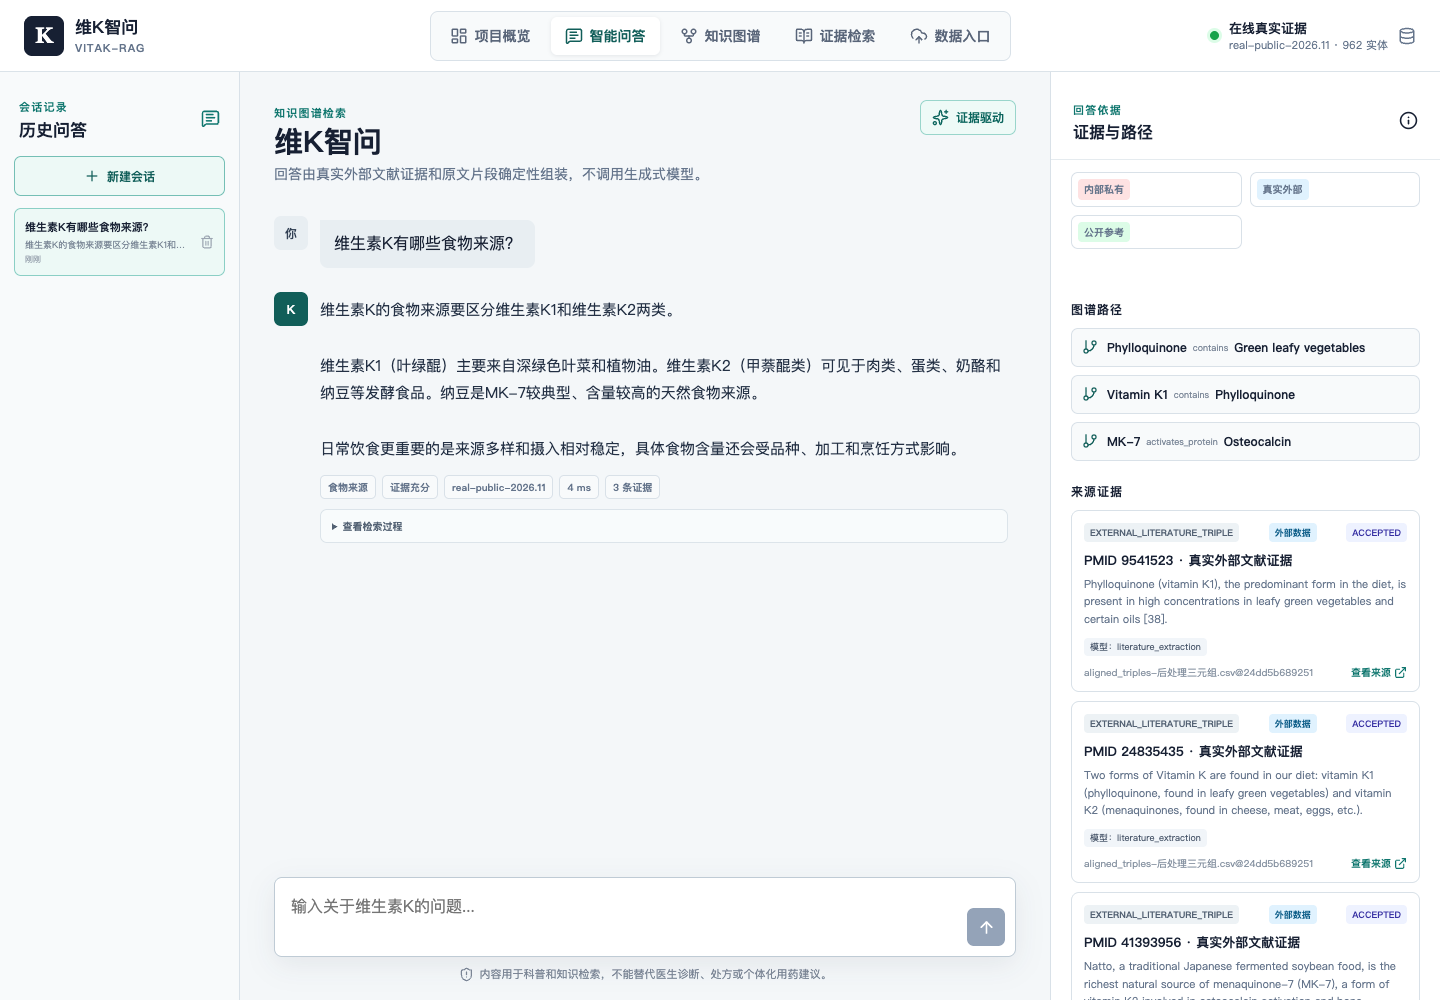 K
维K智问
VITAK-RAG
项目概览
智能问答
知识图谱
证据检索
数据入口
在线真实证据
real-public-2026.11 · 962 实体
会话记录
历史问答
新建会话
维生素K有哪些食物来源?
维生素K的食物来源要区分维生素K1和...
刚刚
知识图谱检索
维K智问
回答由真实外部文献证据和原文片段确定性组装，不调用生成式模型。
证据驱动
你
维生素K有哪些食物来源？
K
维生素K的食物来源要区分维生素K1和维生素K2两类。
维生素K1（叶绿醌）主要来自深绿色叶菜和植物油。维生素K2（甲萘醌类）可见于肉类、蛋类、奶酪和
纳豆等发酵食品。纳豆是MK-7较典型、含量较高的天然食物来源。
日常饮食更重要的是来源多样和摄入相对稳定，具体食物含量还会受品种、加工和烹饪方式影响。
食物来源
证据充分
real-public-2026.11
4 ms
3 条证据
查看检索过程
输入关于维生素K的问题...
内容用于科普和知识检索，不能替代医生诊断、处方或个体化用药建议。
回答依据
证据与路径
内部私有
真实外部
公开参考
图谱路径
Phylloquinone contains Green leafy vegetables
Vitamin K1 contains Phylloquinone
MK-7 activates_protein Osteocalcin
来源证据
EXTERNAL_LITERATURE_TRIPLE
外部数据
ACCEPTED
PMID 9541523 · 真实外部文献证据
Phylloquinone (vitamin K1), the predominant form in the diet, is
present in high concentrations in leafy green vegetables and
certain oils [38].
模型：literature_extraction
aligned_triples-后处理三元组.csv@24dd5b689251
查看来源
EXTERNAL_LITERATURE_TRIPLE
外部数据
ACCEPTED
PMID 24835435 · 真实外部文献证据
Two forms of Vitamin K are found in our diet: vitamin K1
(phylloquinone, found in leafy green vegetables) and vitamin
K2 (menaquinones, found in cheese, meat, eggs, etc.).
模型：literature_extraction
aligned_triples-后处理三元组.csv@24dd5b689251
查看来源
EXTERNAL_LITERATURE_TRIPLE
外部数据
ACCEPTED
PMID 41393956 · 真实外部文献证据
Natto, a traditional Japanese fermented soybean food, is the
richest natural source of menaquinone-7 (MK-7), a form of
vitamin K2 involved in osteocalcin activation and bone